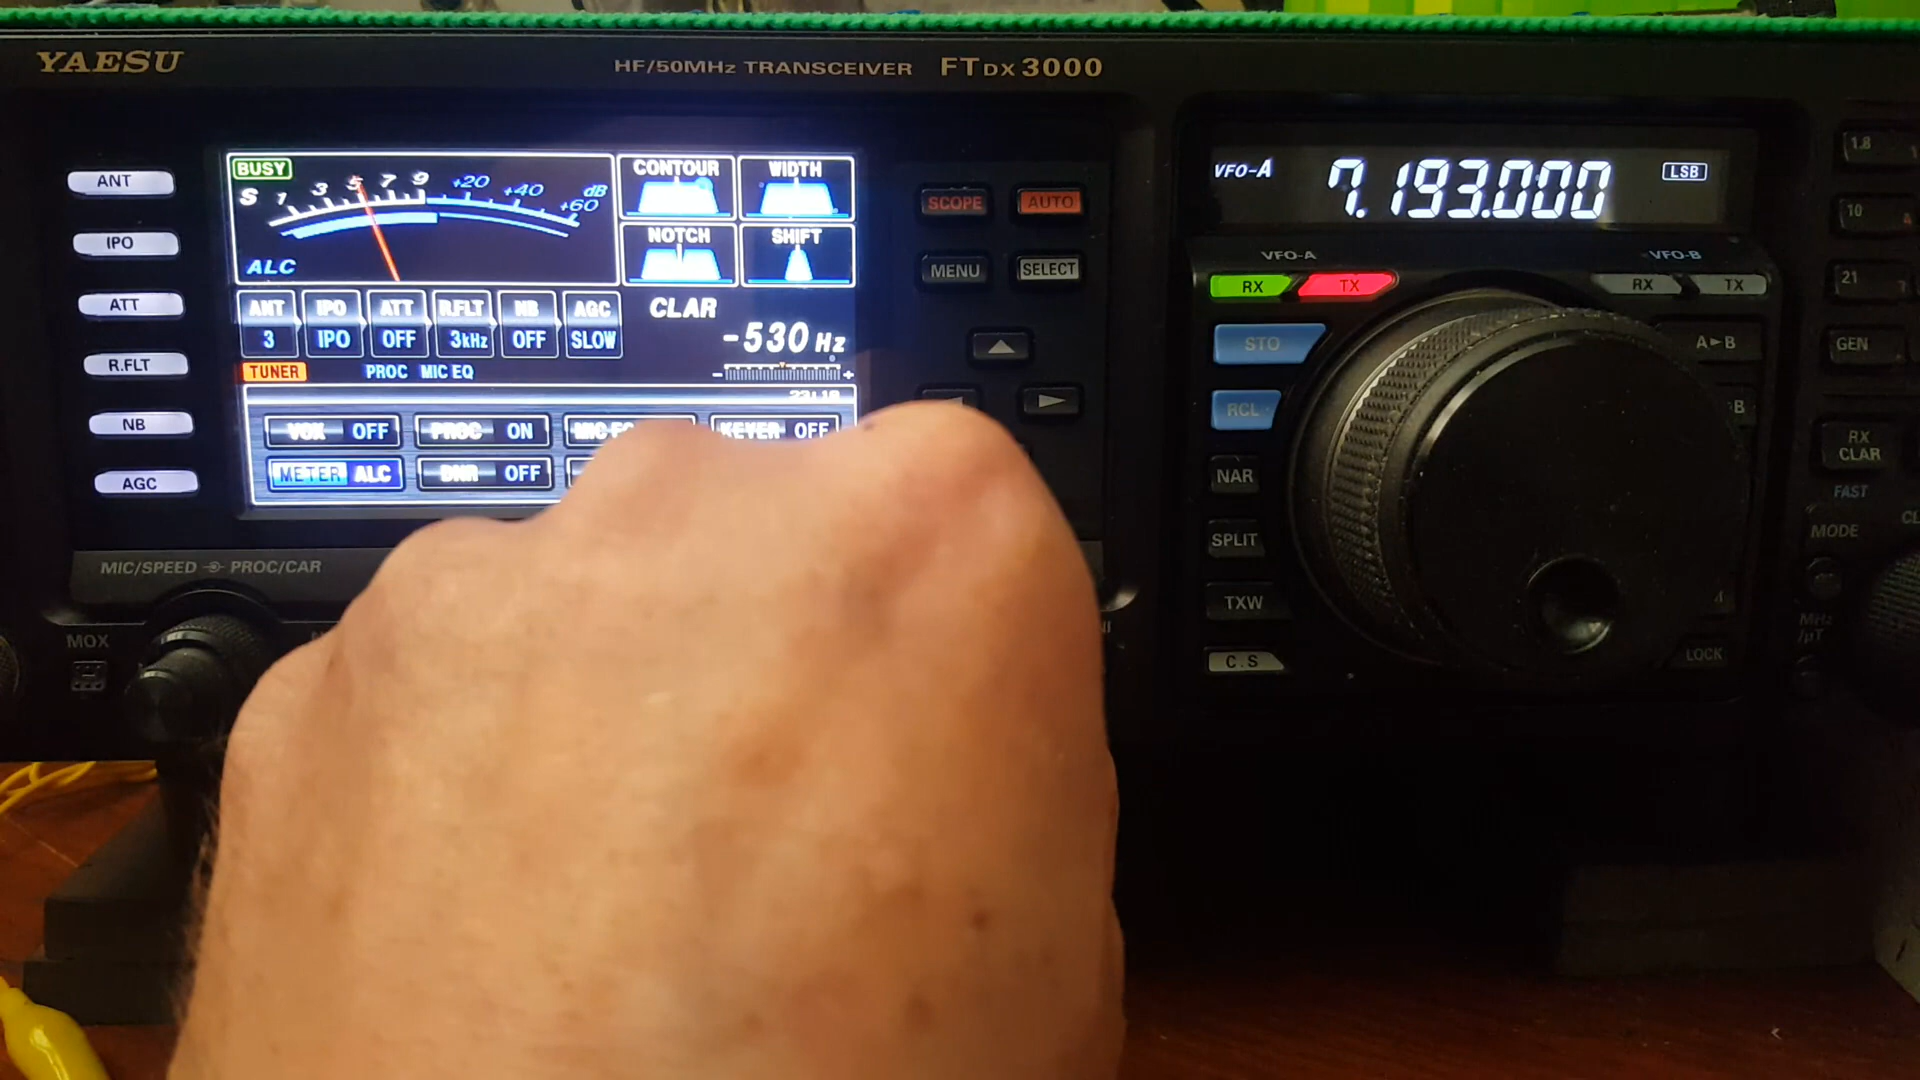 YAESU
HF/50MHz TRANSCEIVER FTDX3000
ANT
IPO
ATT
R.FLT
NB
AGC
BUSY
S 1 3 5 7 9 +20 +40 +60 dB
ALC
CONTOUR
WIDTH
NOTCH
SHIFT
ANT IPO ATT R.FLT NB AGC
3 IPO OFF 3kHz OFF SLOW
CLAR
-530 Hz
- +
TUNER PROC MIC EQ
VOX OFF
PROC ON
KEYER OFF
METER ALC
DNR OFF
SCOPE
AUTO
MENU
SELECT
VFO-A 7.193.000 LSB
VFO-A
VFO-B
RX TX
RX TX
STO
RCL
NAR
SPLIT
TXW
C.S
A►B
B
LOCK
1.8
10
21
GEN
RX
CLAR
FAST
MODE
MHz
MIC/SPEED PROC/CAR
MOX